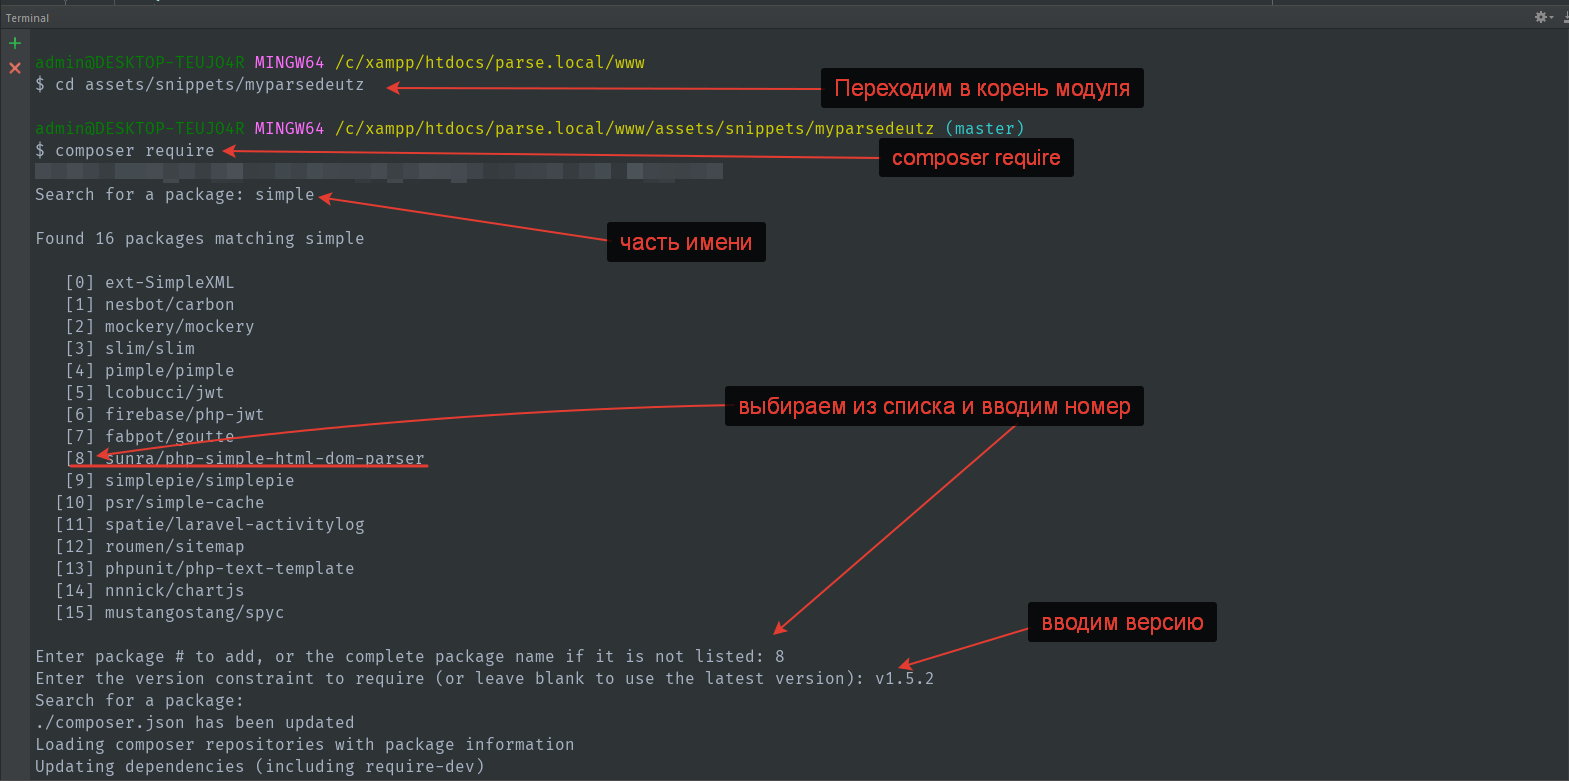 Terminal
admin@DESKTOP-TEUJO4R MINGW64 /c/xampp/htdocs/parse.local/www
$ cd assets/snippets/myparsedeutz
Переходим в корень модуля
admin@DESKTOP-TEUJO4R MINGW64 /c/xampp/htdocs/parse.local/www/assets/snippets/myparsedeutz (master)
$ composer require
composer require
Search for a package: simple
часть имени
Found 16 packages matching simple
[0] ext-SimpleXML
[1] nesbot/carbon
[2] mockery/mockery
[3] slim/slim
[4] pimple/pimple
[5] lcobucci/jwt
выбираем из списка и вводим номер
[6] firebase/php-jwt
[7] fabpot/goutte
[8] sunra/php-simple-html-dom-parser
[9] simplepie/simplepie
[10] psr/simple-cache
[11] spatie/laravel-activitylog
[12] roumen/sitemap
[13] phpunit/php-text-template
[14] nnnick/chartjs
[15] mustangostang/spyc
вводим версию
Enter package # to add, or the complete package name if it is not listed: 8
Enter the version constraint to require (or leave blank to use the latest version): v1.5.2
Search for a package:
./composer.json has been updated
Loading composer repositories with package information
Updating dependencies (including require-dev)